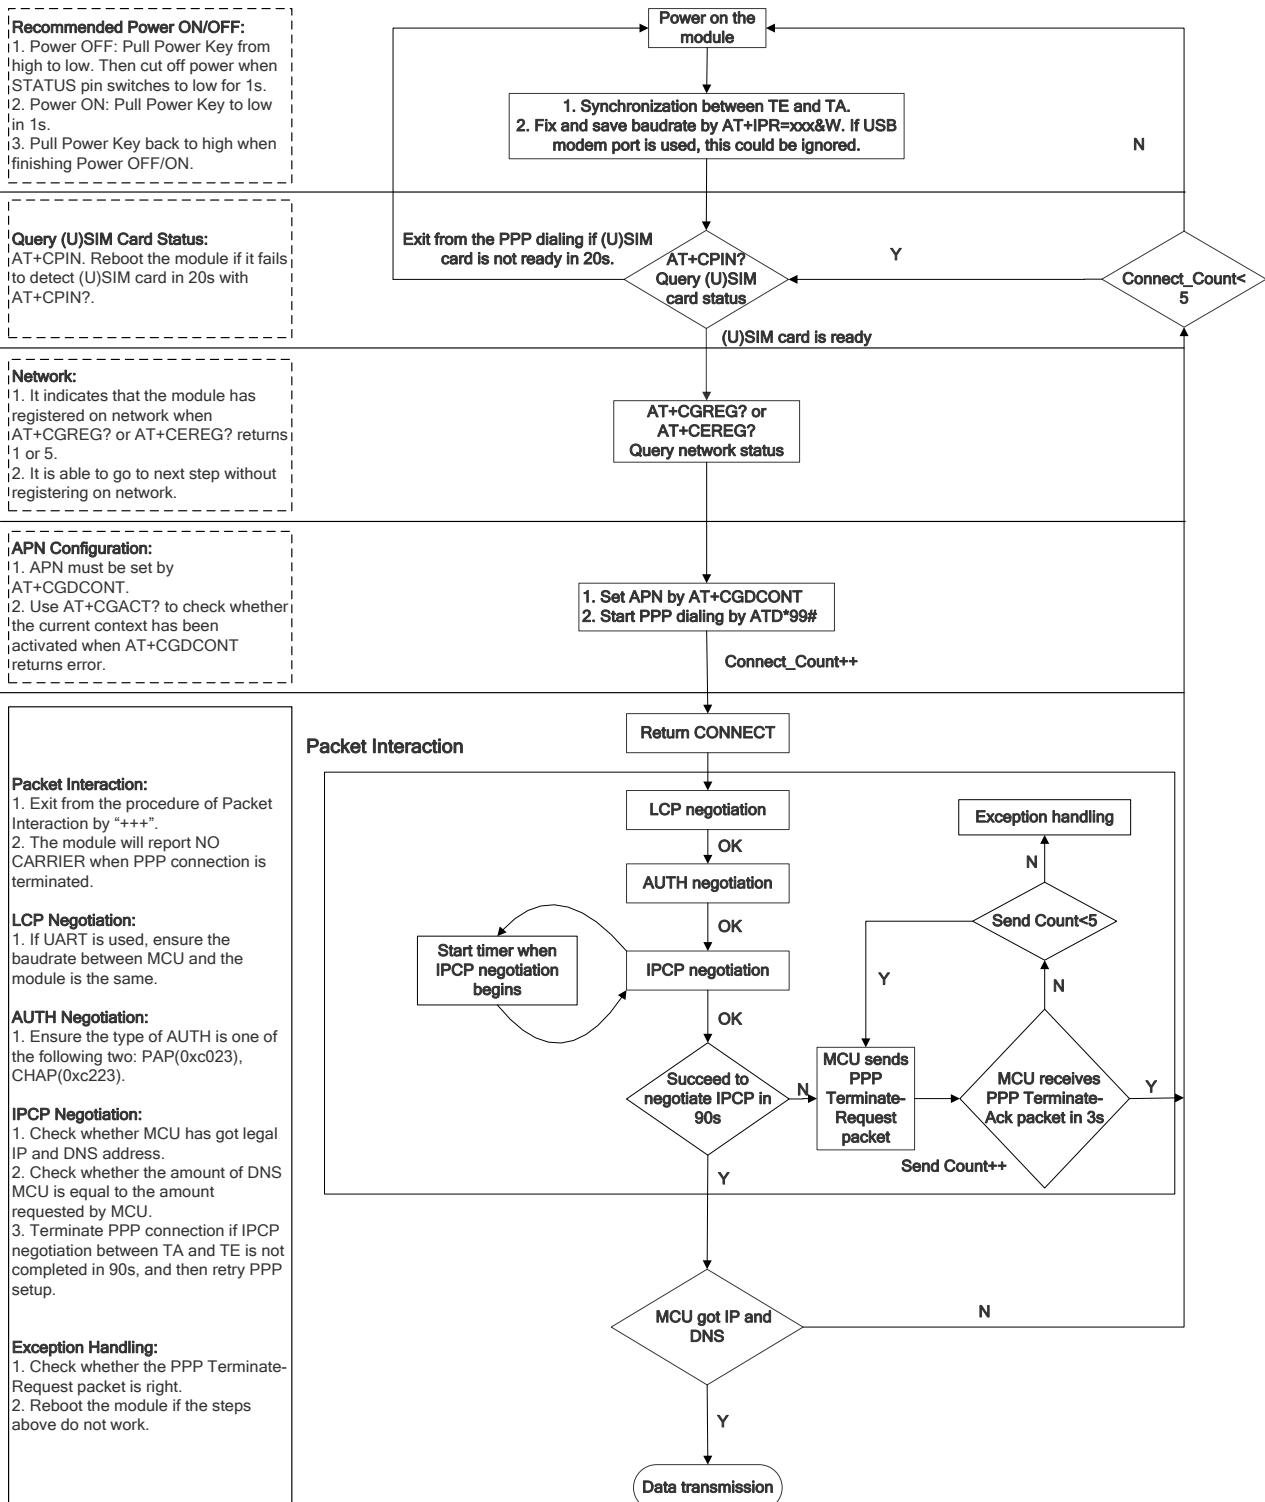 Recommended Power ON/OFF:
1. Power OFF: Pull Power Key from
high to low. Then cut off power when
STATUS pin switches to low for 1s.
2. Power ON: Pull Power Key to low
in 1s.
3. Pull Power Key back to high when
finishing Power OFF/ON.
Power on the
module
1. Synchronization between TE and TA.
2. Fix and save baudrate by AT+IPR=xxx&W. If USB
modem port is used, this could be ignored.
N
Query (U)SIM Card Status:
AT+CPIN. Reboot the module if it fails
to detect (U)SIM card in 20s with
AT+CPIN?.
Exit from the PPP dialing if (U)SIM
card is not ready in 20s.
AT+CPIN?
Query (U)SIM
card status
Y
Connect_Count<
5
(U)SIM card is ready
Network:
1. It indicates that the module has
registered on network when
AT+CGREG? or AT+CEREG? returns
1 or 5.
2. It is able to go to next step without
registering on network.
AT+CGREG? or
AT+CEREG?
Query network status
APN Configuration:
1. APN must be set by
AT+CGDCONT.
2. Use AT+CGACT? to check whether
the current context has been
activated when AT+CGDCONT
returns error.
1. Set APN by AT+CGDCONT
2. Start PPP dialing by ATD*99#
Connect_Count++
Return CONNECT
Packet Interaction
Packet Interaction:
1. Exit from the procedure of Packet
Interaction by “+++”.
2. The module will report NO
CARRIER when PPP connection is
terminated.
LCP Negotiation:
1. If UART is used, ensure the
baudrate between MCU and the
module is the same.
AUTH Negotiation:
1. Ensure the type of AUTH is one of
the following two: PAP(0xc023),
CHAP(0xc223).
IPCP Negotiation:
1. Check whether MCU has got legal
IP and DNS address.
2. Check whether the amount of DNS
MCU is equal to the amount
requested by MCU.
3. Terminate PPP connection if IPCP
negotiation between TA and TE is not
completed in 90s, and then retry PPP
setup.
Exception Handling:
1. Check whether the PPP Terminate-
Request packet is right.
2. Reboot the module if the steps
above do not work.
LCP negotiation
OK
AUTH negotiation
OK
Start timer when
IPCP negotiation
begins
IPCP negotiation
OK
Succeed to
negotiate IPCP in
90s
N
Y
MCU sends
PPP
Terminate-
Request
packet
Send Count++
MCU receives
PPP Terminate-
Ack packet in 3s
Y
N
Send Count<5
Y
N
Exception handling
MCU got IP and
DNS
N
Y
Data transmission